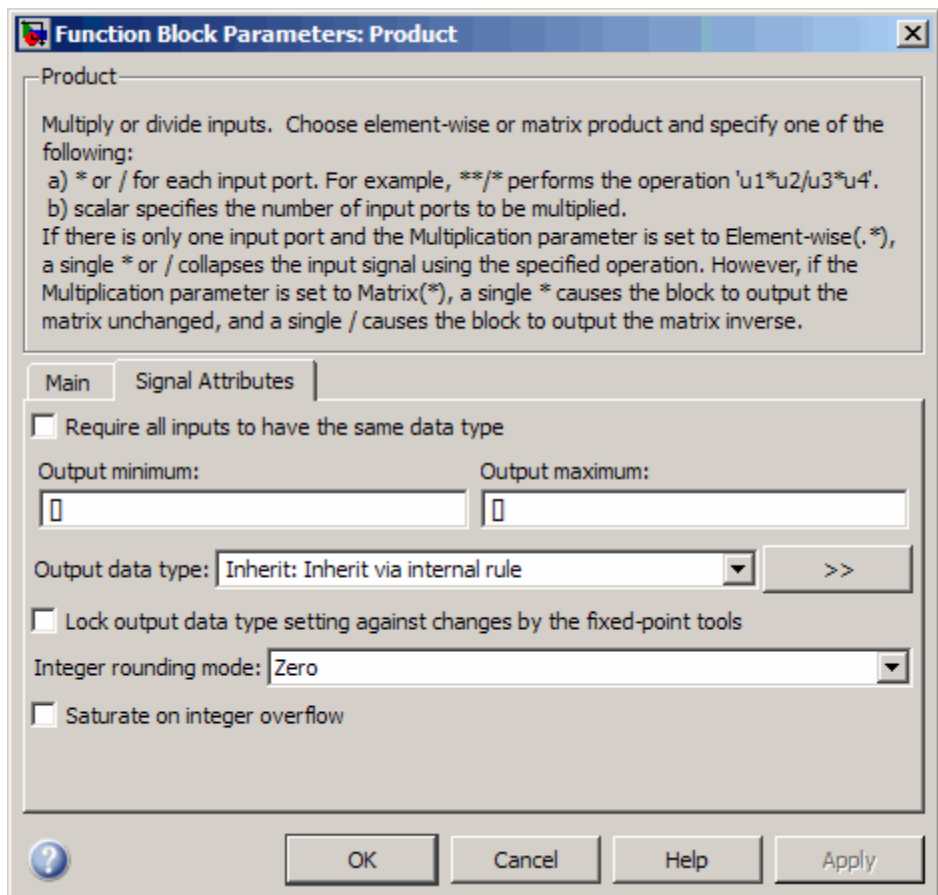 Function Block Parameters: Product
Product
Multiply or divide inputs.  Choose element-wise or matrix product and specify one of the
following:
a) * or / for each input port. For example, **/* performs the operation 'u1*u2/u3*u4'.
b) scalar specifies the number of input ports to be multiplied.
If there is only one input port and the Multiplication parameter is set to Element-wise(.*),
a single * or / collapses the input signal using the specified operation. However, if the
Multiplication parameter is set to Matrix(*), a single * causes the block to output the
matrix unchanged, and a single / causes the block to output the matrix inverse.
Main Signal Attributes
Require all inputs to have the same data type
Output minimum: Output maximum:
[] []
Output data type: Inherit: Inherit via internal rule >>
Lock output data type setting against changes by the fixed-point tools
Integer rounding mode: Zero
Saturate on integer overflow
? OK Cancel Help Apply